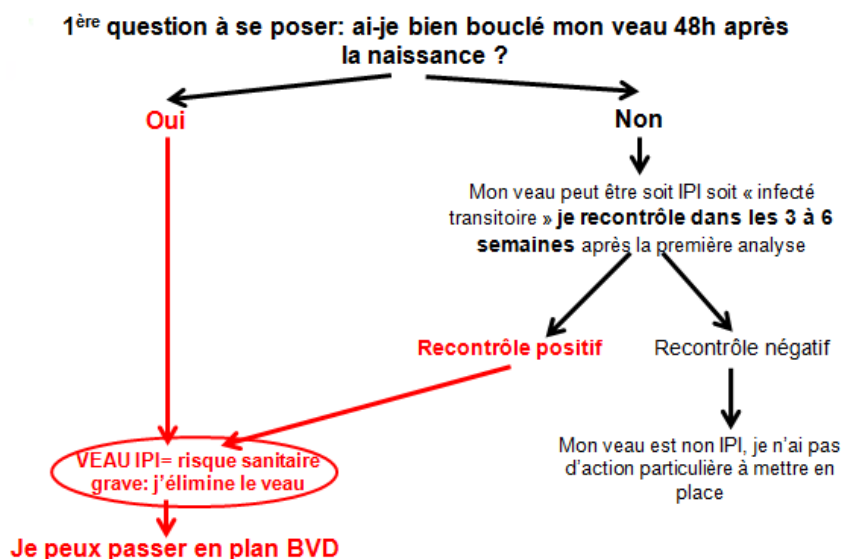 1ère question à se poser: ai-je bien bouclé mon veau 48h après
la naissance ?
Oui
Non
Mon veau peut être soit IPI soit « infecté
transitoire » je recontrôle dans les 3 à 6
semaines après la première analyse
Recontrôle positif
Recontrôle négatif
VEAU IPI= risque sanitaire
grave: j'élimine le veau
Mon veau est non IPI, je n'ai pas
d'action particulière à mettre en
place
Je peux passer en plan BVD